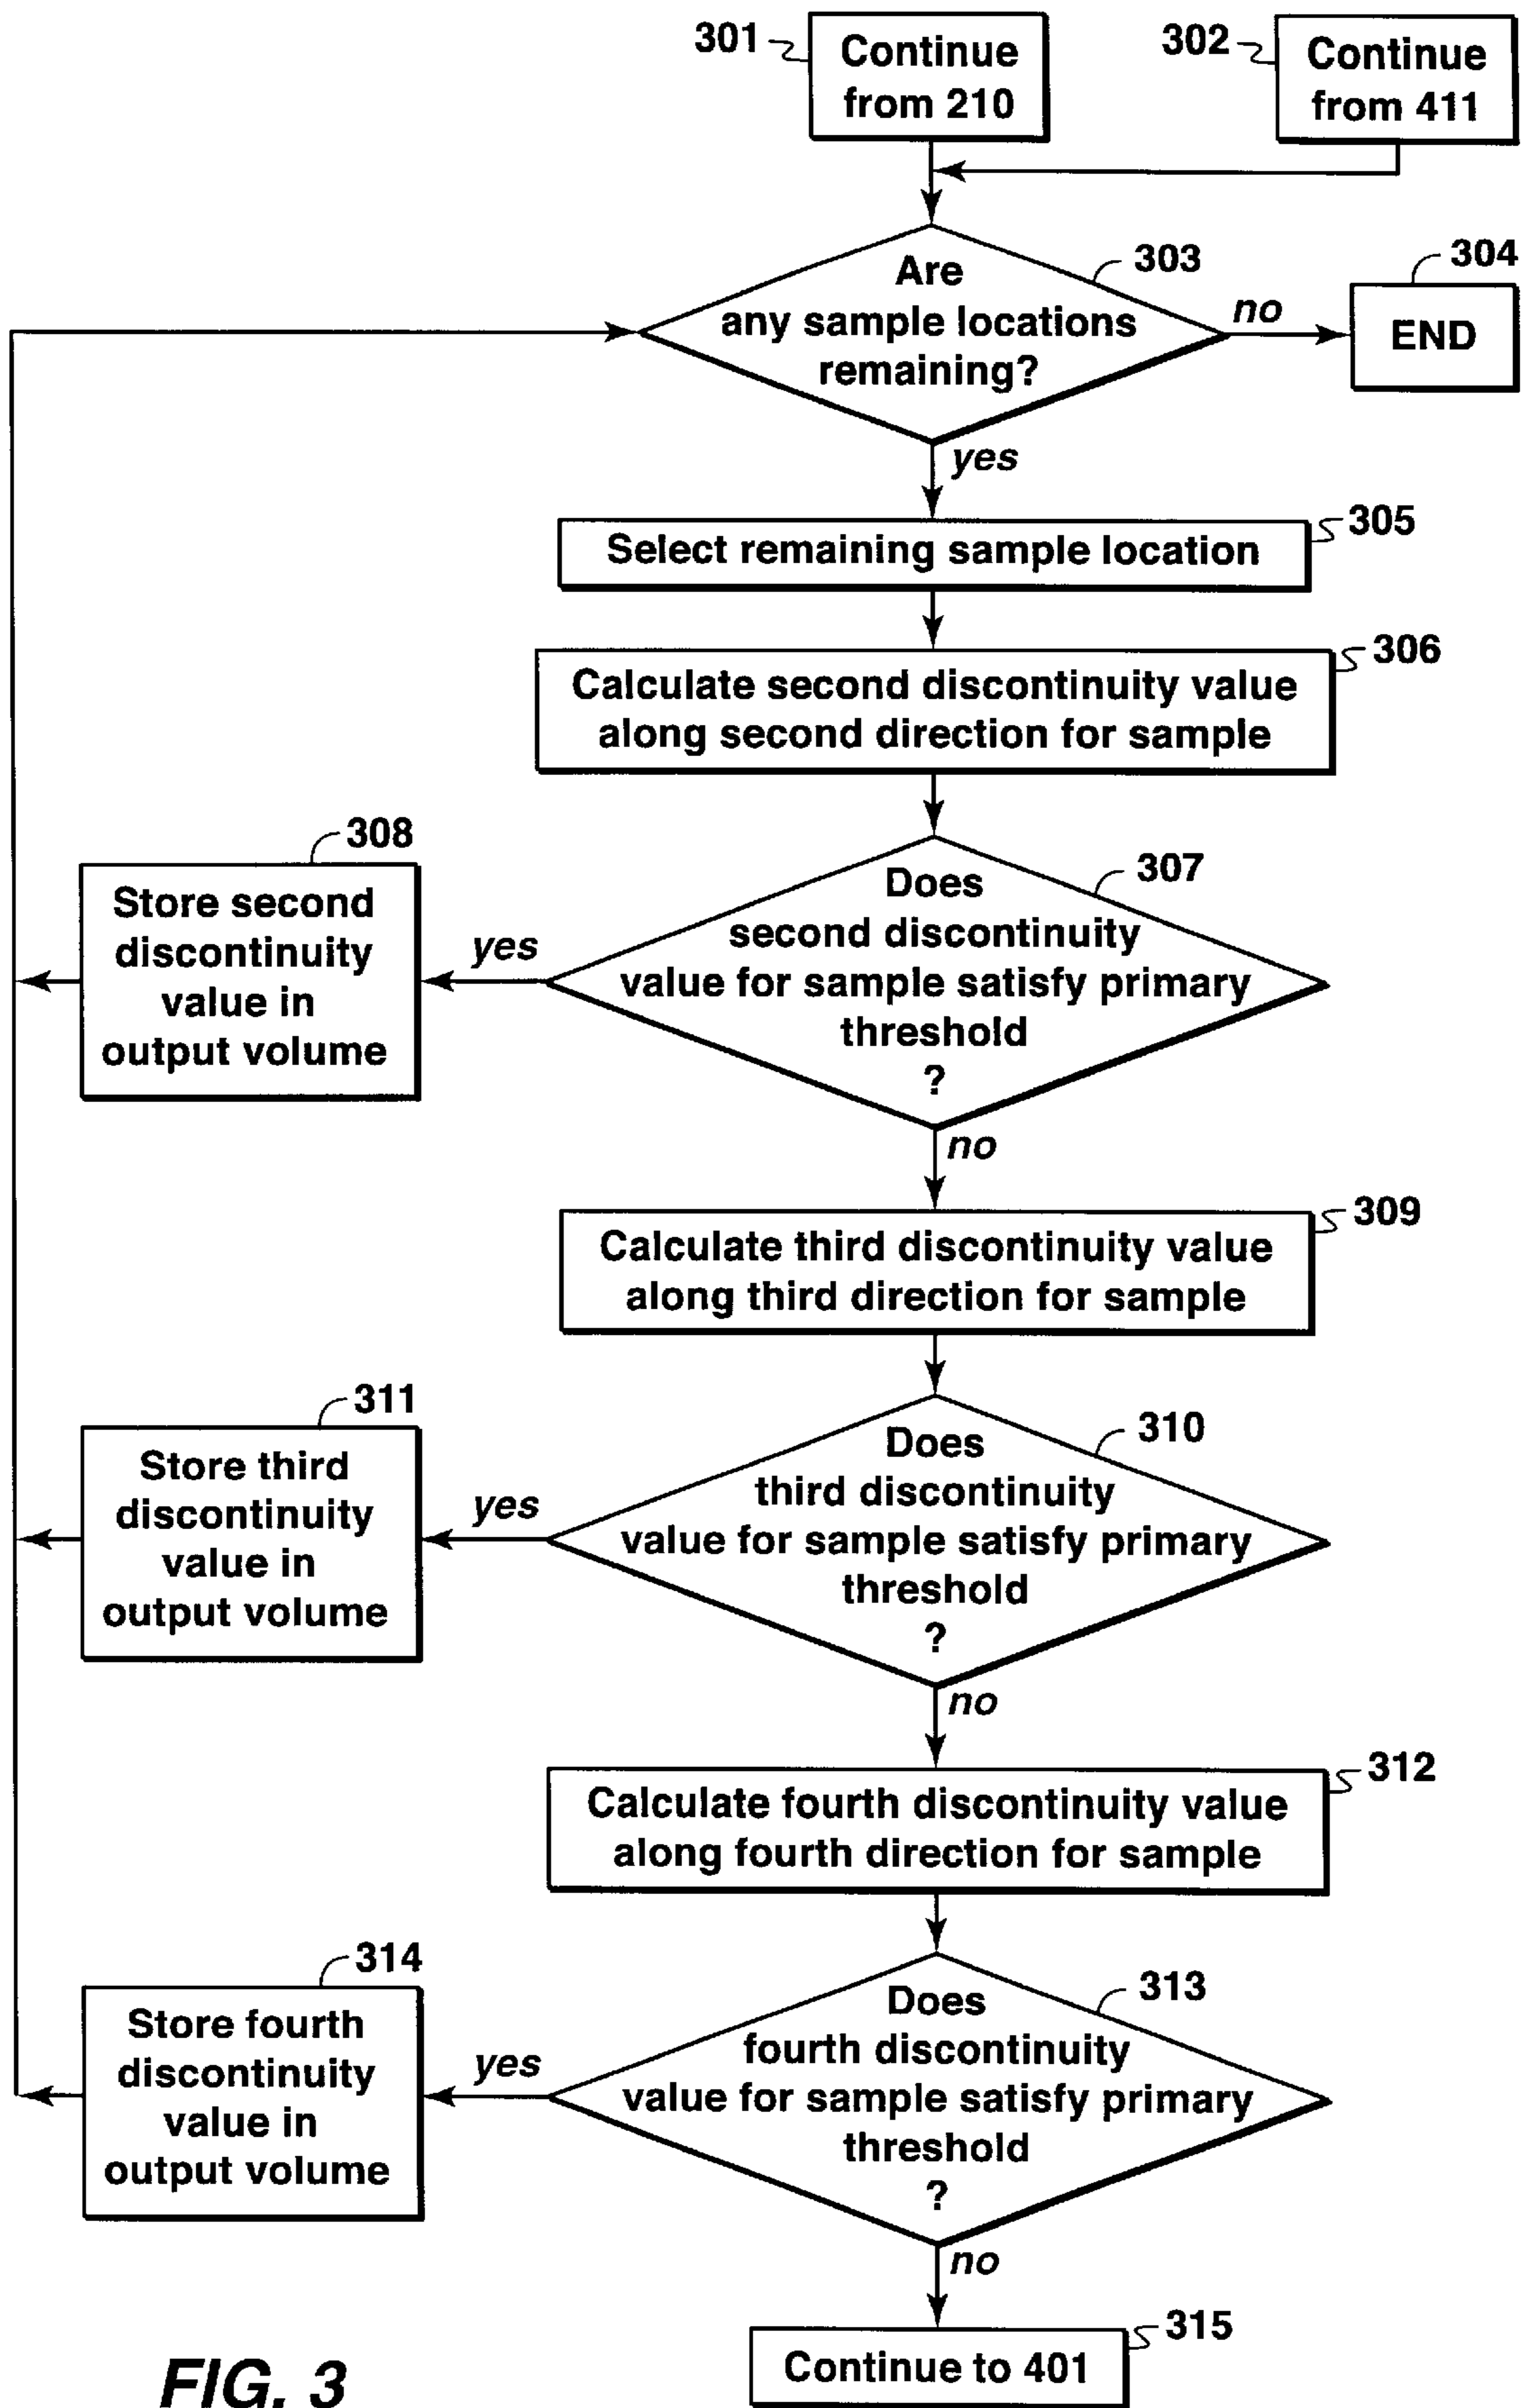 301
Continue
from 210
302
Continue
from 411
Are
any sample locations
remaining?
303
no
304
END
yes
Select remaining sample location
305
Calculate second discontinuity value
along second direction for sample
306
Does
second discontinuity
value for sample satisfy primary
threshold
?
307
yes
308
Store second
discontinuity
value in
output volume
no
Calculate third discontinuity value
along third direction for sample
309
Does
third discontinuity
value for sample satisfy primary
threshold
?
310
yes
311
Store third
discontinuity
value in
output volume
no
Calculate fourth discontinuity value
along fourth direction for sample
312
Does
fourth discontinuity
value for sample satisfy primary
threshold
?
313
yes
314
Store fourth
discontinuity
value in
output volume
no
Continue to 401
315
FIG. 3